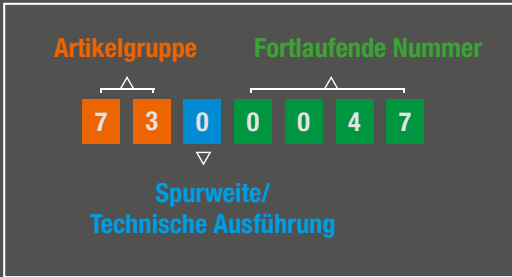 Artikelgruppe Fortlaufende Nummer
7 3 0 0 0 4 7
Spurweite/
Technische Ausführung